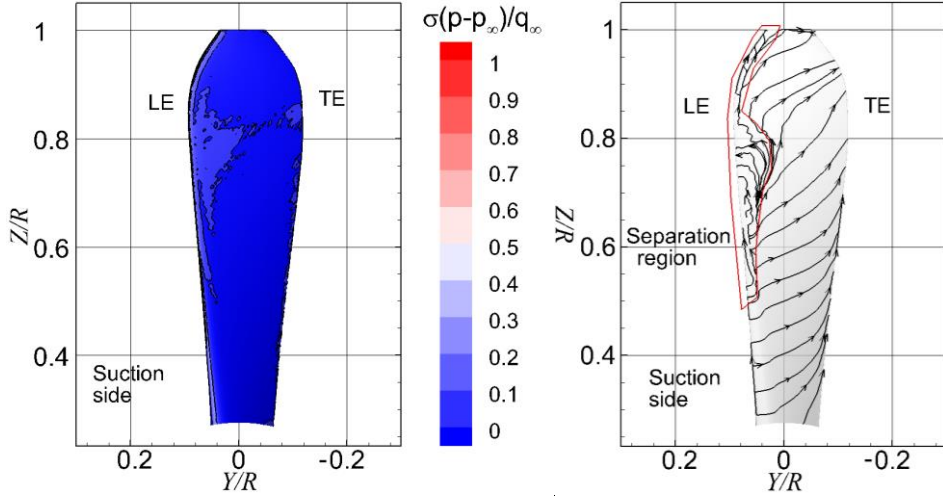 σ(p-p∞)/q∞
1
0.8
0.6
0.4
Z/R
LE
TE
Suction
side
0.2
0
-0.2
Y/R
1
0.9
0.8
0.7
0.6
0.5
0.4
0.3
0.2
0.1
0
1
0.8
0.6
0.4
Z/R
LE
TE
Separation
region
Suction
side
0.2
0
-0.2
Y/R